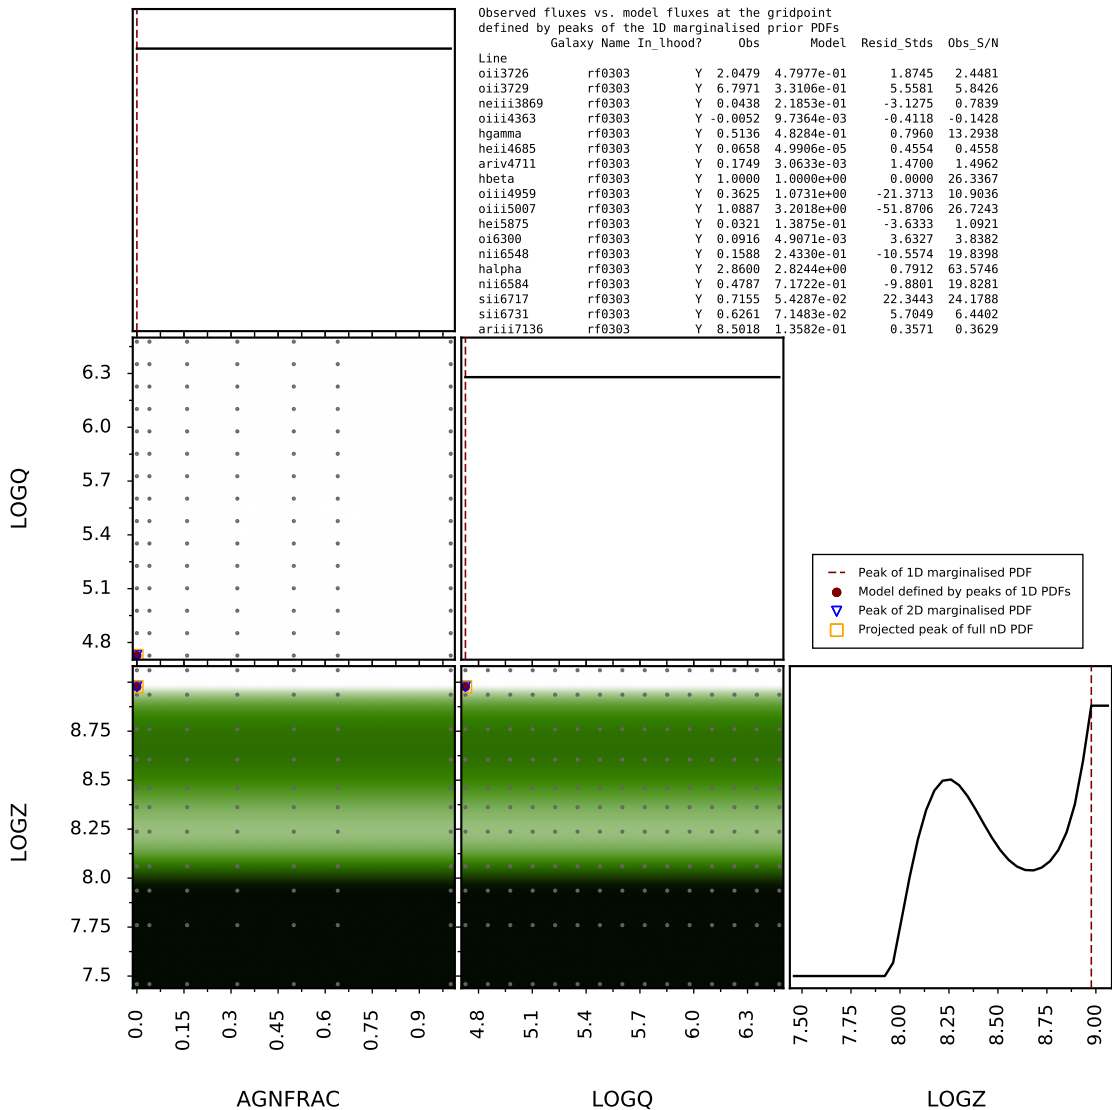 Observed fluxes vs. model fluxes at the gridpoint
defined by peaks of the 1D marginalised prior PDFs
Galaxy Name In_lhood? Obs Model Resid_Stds Obs_S/N
Line
oii3726 rf0303 Y 2.0479 4.7977e-01 1.8745 2.4481
oii3729 rf0303 Y 6.7971 3.3106e-01 5.5581 5.8426
neiii3869 rf0303 Y 0.0438 2.1853e-01 -3.1275 0.7839
oiii4363 rf0303 Y -0.0052 9.7364e-03 -0.4118 -0.1428
hgamma rf0303 Y 0.5136 4.8284e-01 0.7960 13.2938
heii4685 rf0303 Y 0.0658 4.9906e-05 0.4554 0.4558
ariv4711 rf0303 Y 0.1749 3.0633e-03 1.4700 1.4962
hbeta rf0303 Y 1.0000 1.0000e+00 0.0000 26.3367
oiii4959 rf0303 Y 0.3625 1.0731e+00 -21.3713 10.9036
oiii5007 rf0303 Y 1.0887 3.2018e+00 -51.8706 26.7243
hei5875 rf0303 Y 0.0321 1.3875e-01 -3.6333 1.0921
oi6300 rf0303 Y 0.0916 4.9071e-03 3.6327 3.8382
nii6548 rf0303 Y 0.1588 2.4330e-01 -10.5574 19.8398
halpha rf0303 Y 2.8600 2.8244e+00 0.7912 63.5746
nii6584 rf0303 Y 0.4787 7.1722e-01 -9.8801 19.8281
sii6717 rf0303 Y 0.7155 5.4287e-02 22.3443 24.1788
sii6731 rf0303 Y 0.6261 7.1483e-02 5.7049 6.4402
ariii7136 rf0303 Y 8.5018 1.3582e-01 0.3571 0.3629
6.3
6.0
5.7
5.4
5.1
4.8
LOGQ
Peak of 1D marginalised PDF
Model defined by peaks of 1D PDFs
Peak of 2D marginalised PDF
Projected peak of full nD PDF
8.75
8.5
8.25
8.0
7.75
7.5
LOGZ
0.0 0.15 0.3 0.45 0.6 0.75 0.9
4.8 5.1 5.4 5.7 6.0 6.3
7.50 7.75 8.00 8.25 8.50 8.75 9.00
AGNFRAC LOGQ LOGZ